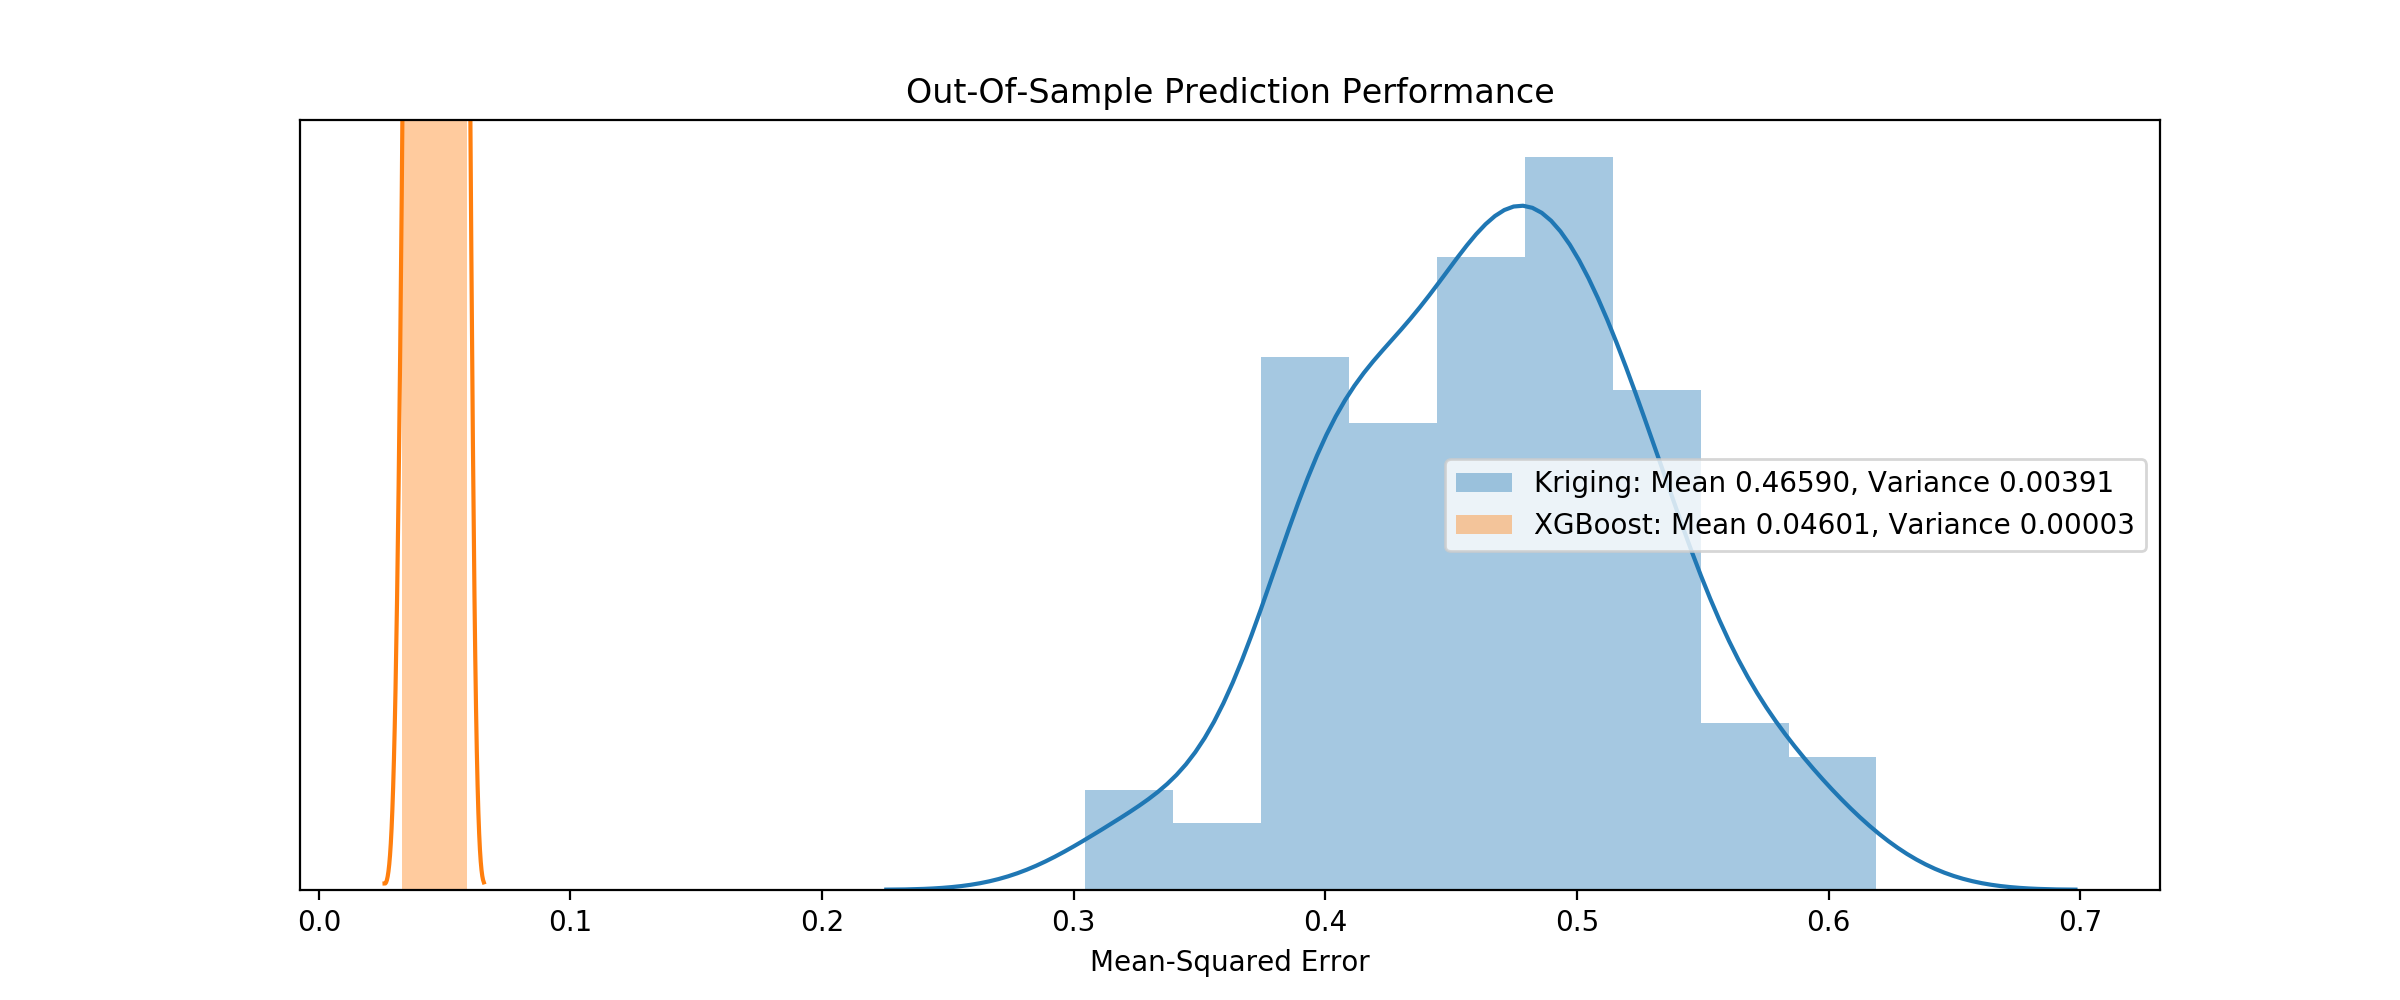 Out-Of-Sample Prediction Performance
Kriging: Mean 0.46590, Variance 0.00391
XGBoost: Mean 0.04601, Variance 0.00003
0.0 0.1 0.2 0.3 0.4 0.5 0.6 0.7
Mean-Squared Error